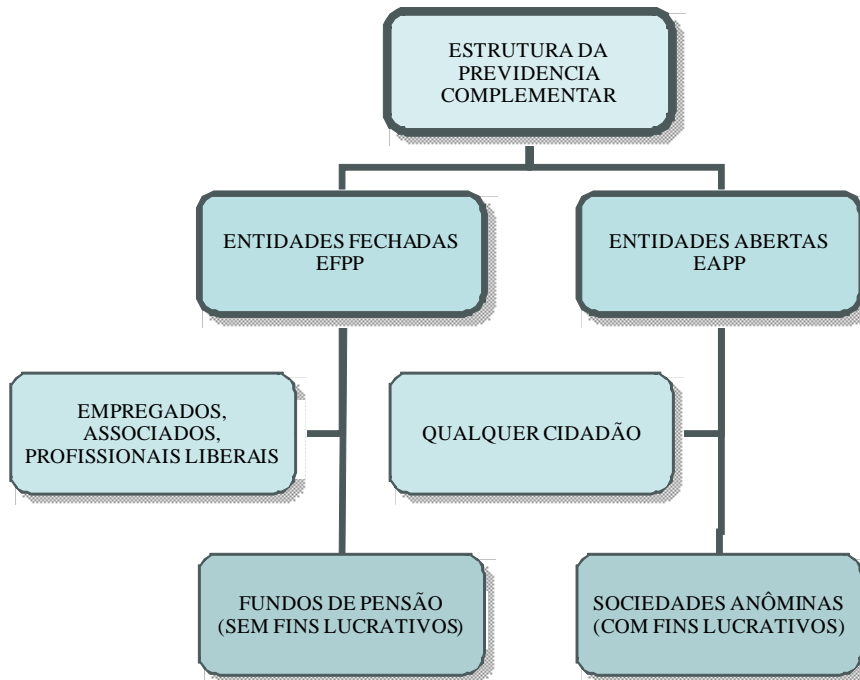 ESTRUTURA DA
PREVIDENCIA
COMPLEMENTAR
ENTIDADES FECHADAS
EFPP
ENTIDADES ABERTAS
EAPP
EMPREGADOS,
ASSOCIADOS,
PROFISSIONAIS LIBERAIS
QUALQUER CIDADÃO
FUNDOS DE PENSÃO
(SEM FINS LUCRATIVOS)
SOCIEDADES ANÔMINAS
(COM FINS LUCRATIVOS)